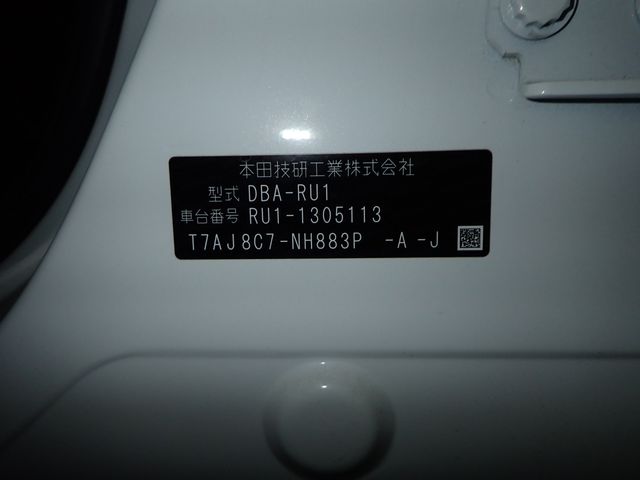 本田技研工業株式会社
型式 DBA-RU1
車台番号 RU1-1305113
T7AJ8C7-NH883P -A-J